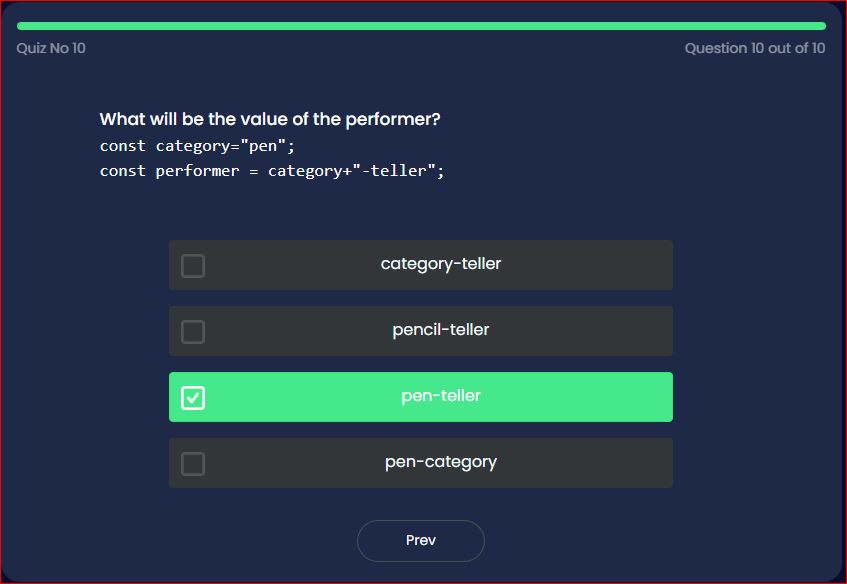 Quiz No 10
Question 10 out of 10
What will be the value of the performer?
const category="pen";
const performer = category+"-teller";
category-teller
pencil-teller
pen-teller
pen-category
Prev